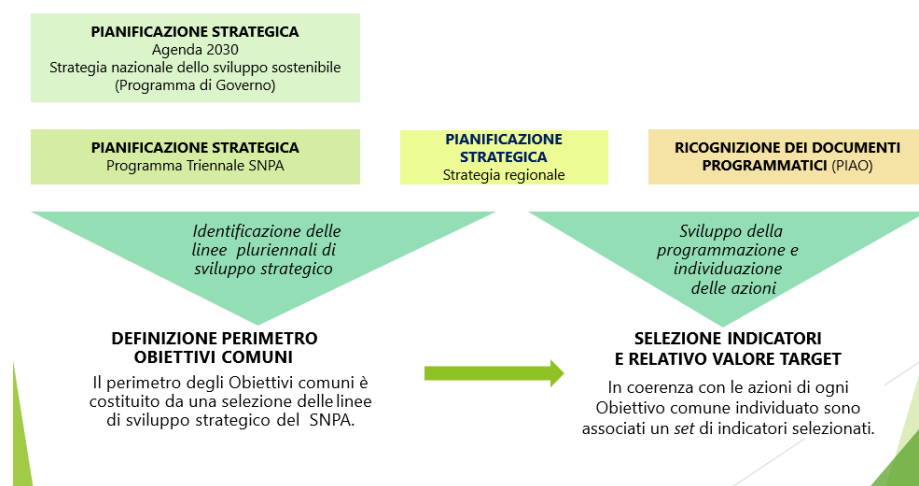 PIANIFICAZIONE STRATEGICA
Agenda 2030
Strategia nazionale dello sviluppo sostenibile
(Programma di Governo)
PIANIFICAZIONE STRATEGICA
Programma Triennale SNPA
PIANIFICAZIONE
STRATEGICA
Strategia regionale
RICOGNIZIONE DEI DOCUMENTI
PROGRAMMATICI (PIAO)
Identificazione delle
linee pluriennali di
sviluppo strategico
Sviluppo della
programmazione e
individuazione
delle azioni
DEFINIZIONE PERIMETRO
OBIETTIVI COMUNI
Il perimetro degli Obiettivi comuni è
costituito da una selezione delle linee
di sviluppo strategico del SNPA.
SELEZIONE INDICATORI
E RELATIVO VALORE TARGET
In coerenza con le azioni di ogni
Obiettivo comune individuato sono
associati un set di indicatori selezionati.